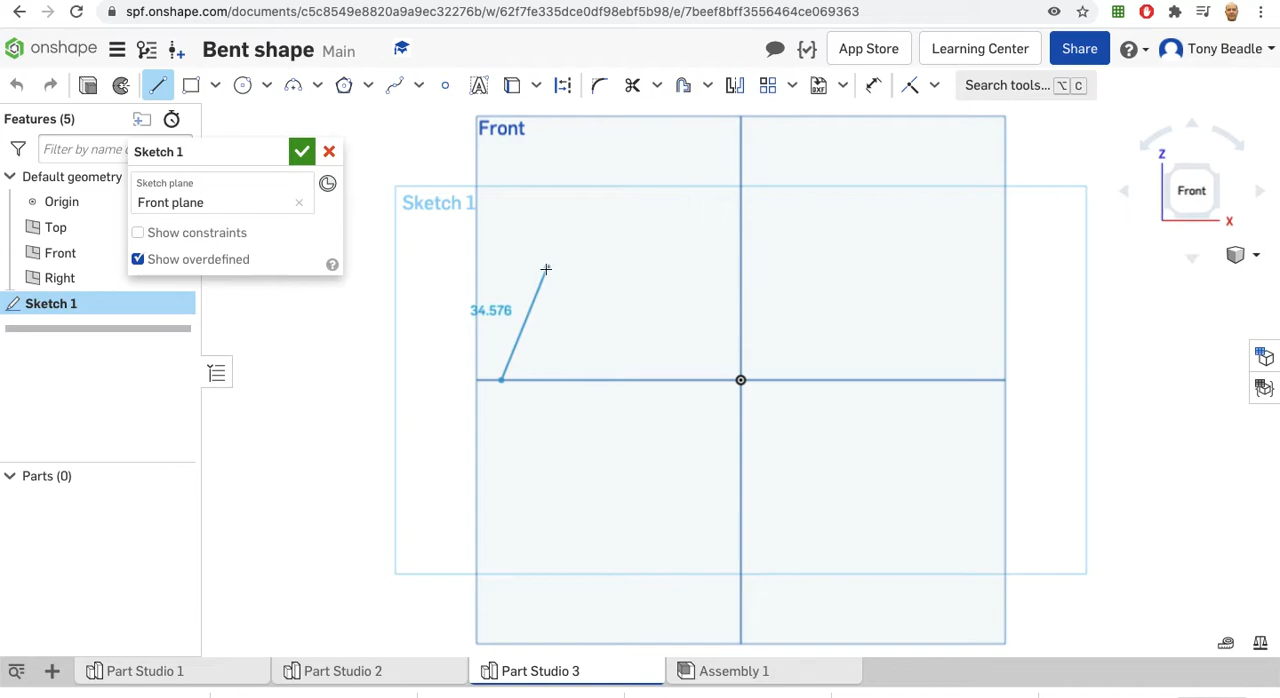 spf.onshape.com/documents/c5c8549e8820a9a9ec32276b/w/62f7fe335dce0df98ebf5b98/e/7beef8bff3556464ce069363
onshape
Bent shape Main
App Store
Learning Center
Share
Tony Beadle
Search tools... ⌥ C
Features (5)
Filter by name o
Default geometry
Origin
Top
Front
Right
Sketch 1
Sketch 1
Sketch plane
Front plane
Show constraints
Show overdefined
Front
Sketch 1
34.576
Z
Front
X
Parts (0)
Part Studio 1
Part Studio 2
Part Studio 3
Assembly 1